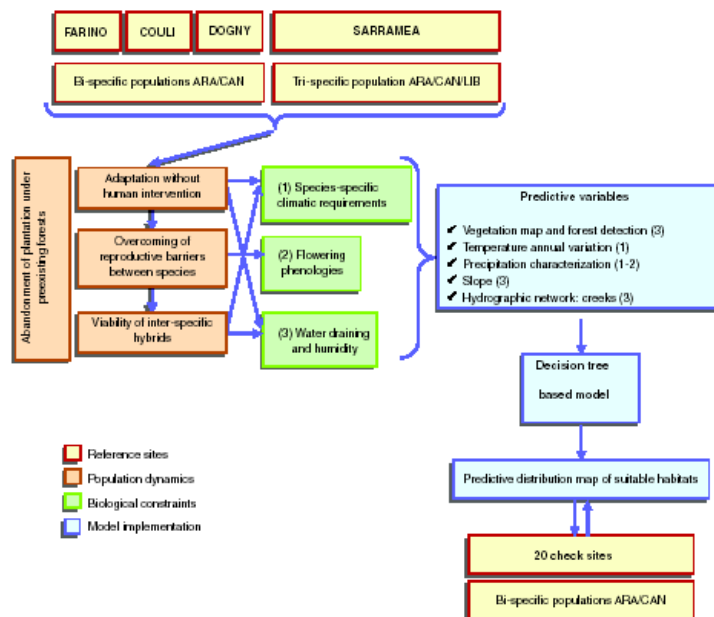 FARINO
COULI
DOGNY
SARRAMEA
Bi-specific populations ARA/CAN
Tri-specific population ARA/CAN/LIB
Abandonment of plantation under
preexisting forests
Adaptation without
human intervention
Overcoming of
reproductive barriers
between species
Viability of inter-specific
hybrids
(1) Species-specific
climatic requirements
(2) Flowering
phenologies
(3) Water draining
and humidity
Predictive variables
✔ Vegetation map and forest detection (3)
✔ Temperature annual variation (1)
✔ Precipitation characterization (1-2)
✔ Slope (3)
✔ Hydrographic network: creeks (3)
Decision tree
based model
Predictive distribution map of suitable habitats
20 check sites
Bi-specific populations ARA/CAN
Reference sites
Population dynamics
Biological constraints
Model implementation